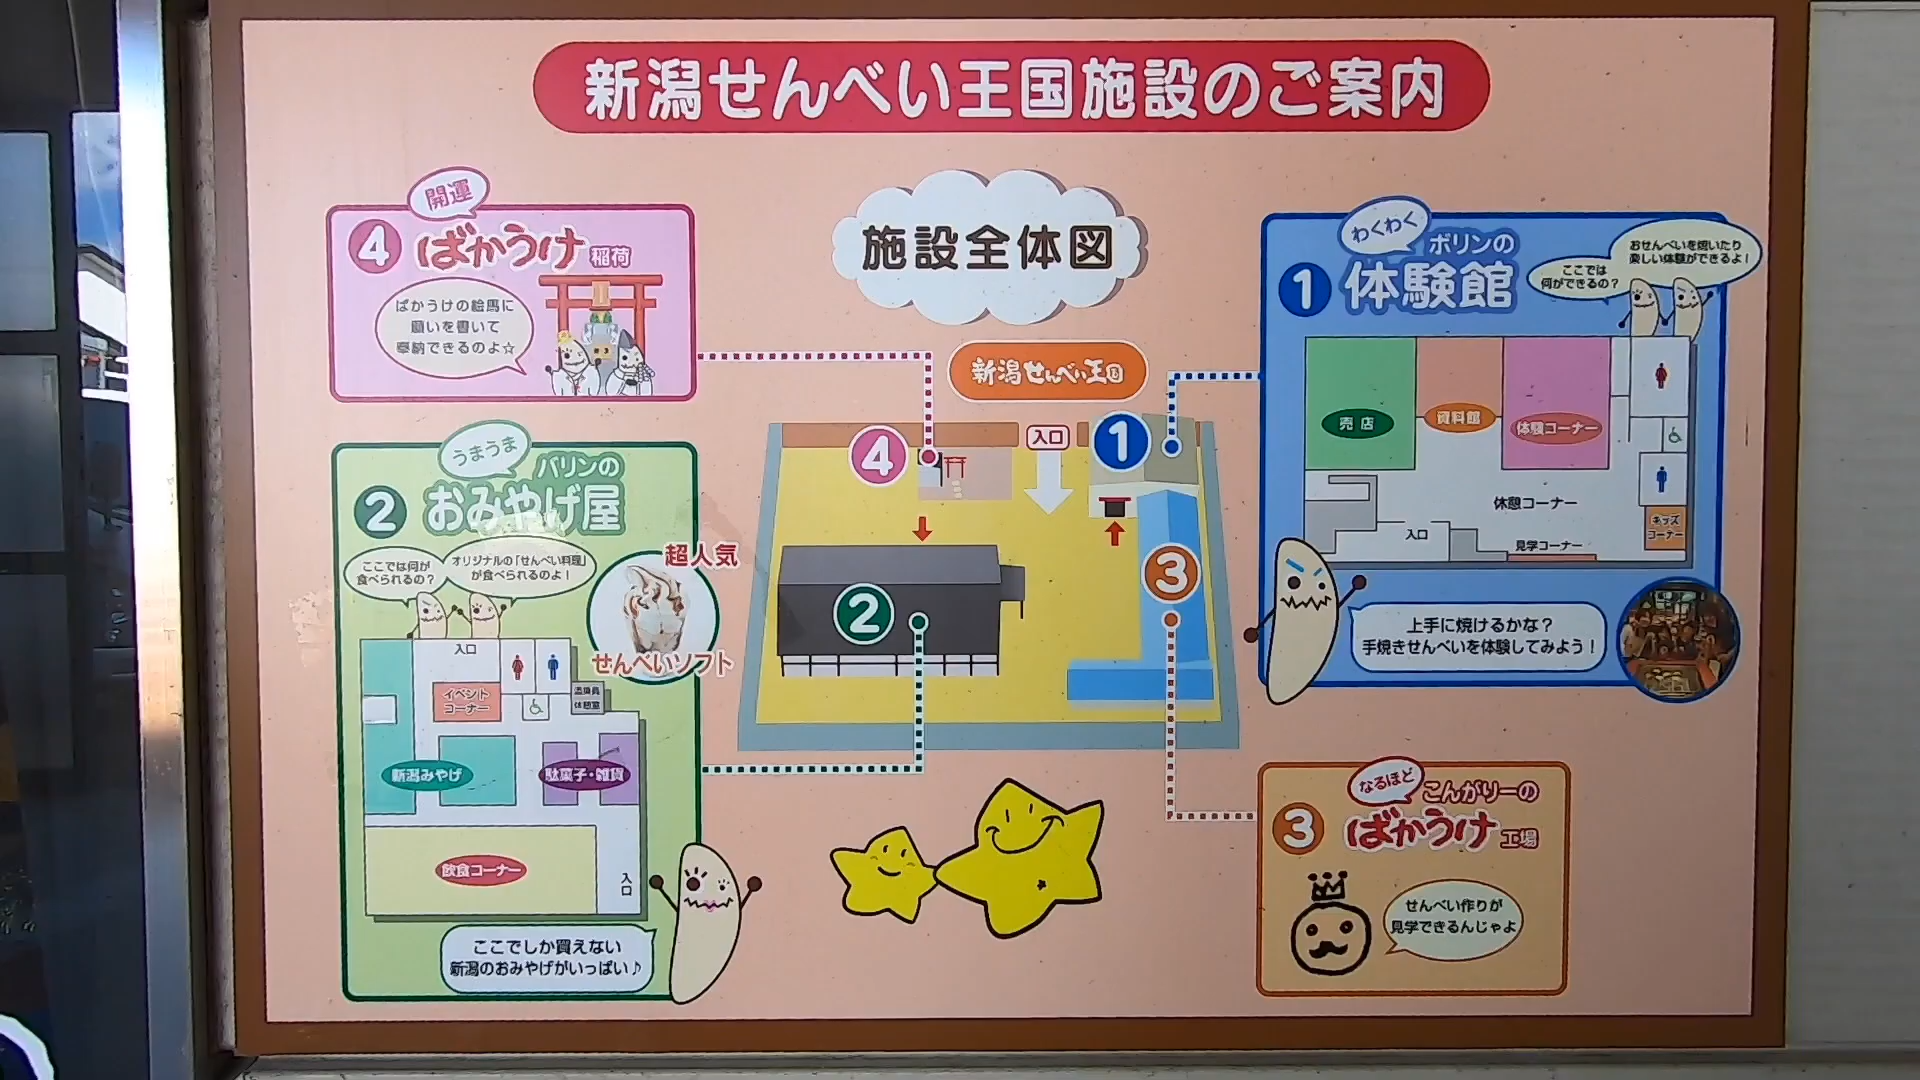 新潟せんべい王国施設のご案内
施設全体図
新潟せんべい王国
入口
4
1
3
2
開運
4
ばかうけ 稲荷
ばかうけの絵馬に
願いを書いて
奉納できるのよ☆
うまうま
バリンの
2
おみやげ屋
ここでは何が
食べられるの?
オリジナルの「せんべい料理」
が食べられるのよ!
超人気
せんべいソフト
入口
イベント
コーナー
添乗員
休憩室
新潟みやげ
駄菓子・雑貨
飲食コーナー
入口
ここでしか買えない
新潟のおみやげがいっぱい♪
わくわく
ボリンの
1
体験館
ここでは
何ができるの?
おせんべいを焼いたり
楽しい体験ができるよ!
売店
資料館
体験コーナー
休憩コーナー
入口
見学コーナー
キッズ
コーナー
上手に焼けるかな?
手焼きせんべいを体験してみよう!
なるほど
こんがりーの
3
ばかうけ 工場
せんべい作りが
見学できるんじゃよ